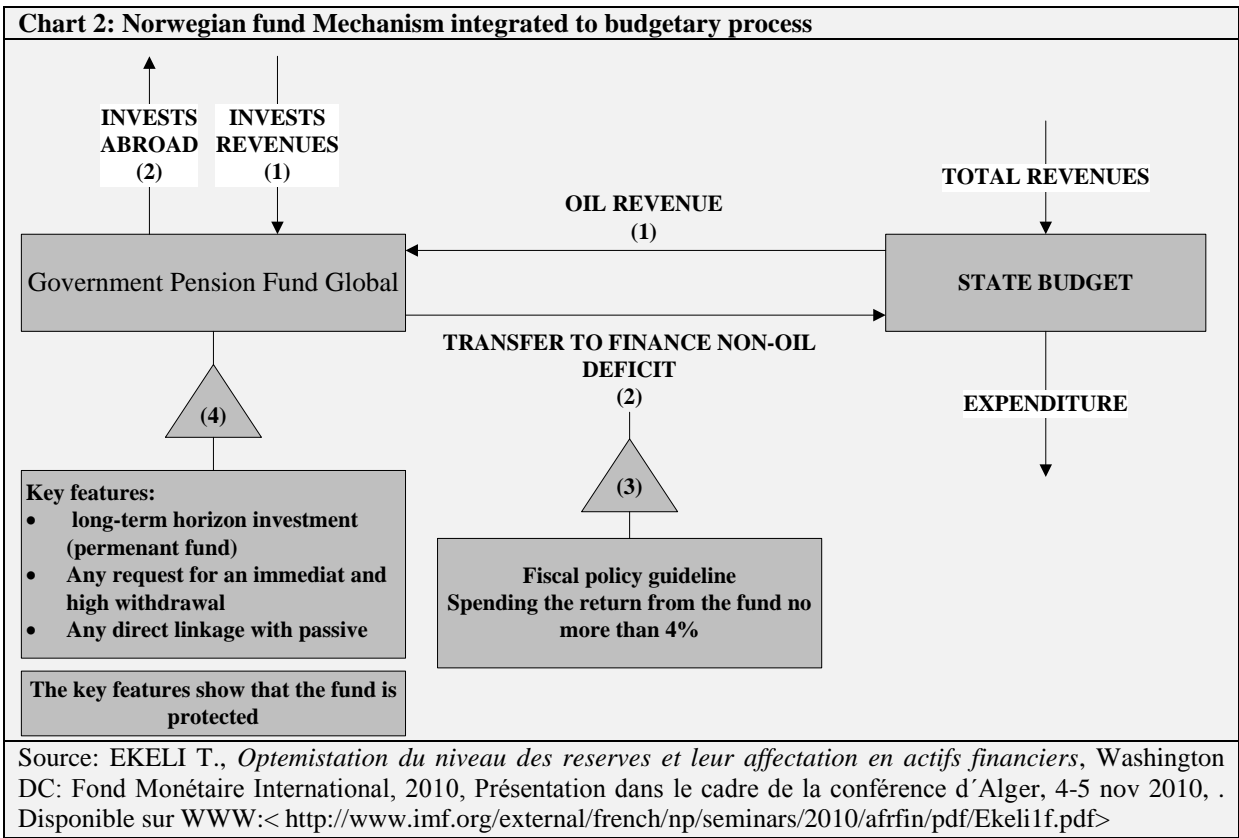 Chart 2: Norwegian fund Mechanism integrated to budgetary process
INVESTS
ABROAD
(2)
INVESTS
REVENUES
(1)
TOTAL REVENUES
OIL REVENUE
(1)
Government Pension Fund Global
STATE BUDGET
TRANSFER TO FINANCE NON-OIL
DEFICIT
(2)
EXPENDITURE
(4)
(3)
Key features:
• long-term horizon investment
(permenant fund)
• Any request for an immediat and
high withdrawal
• Any direct linkage with passive
Fiscal policy guideline
Spending the return from the fund no
more than 4%
The key features show that the fund is
protected
Source: EKELI T., Optemistation du niveau des reserves et leur affectation en actifs financiers, Washington
DC: Fond Monétaire International, 2010, Présentation dans le cadre de la conférence d´Alger, 4-5 nov 2010, .
Disponible sur WWW:< http://www.imf.org/external/french/np/seminars/2010/afrfin/pdf/Ekeli1f.pdf>